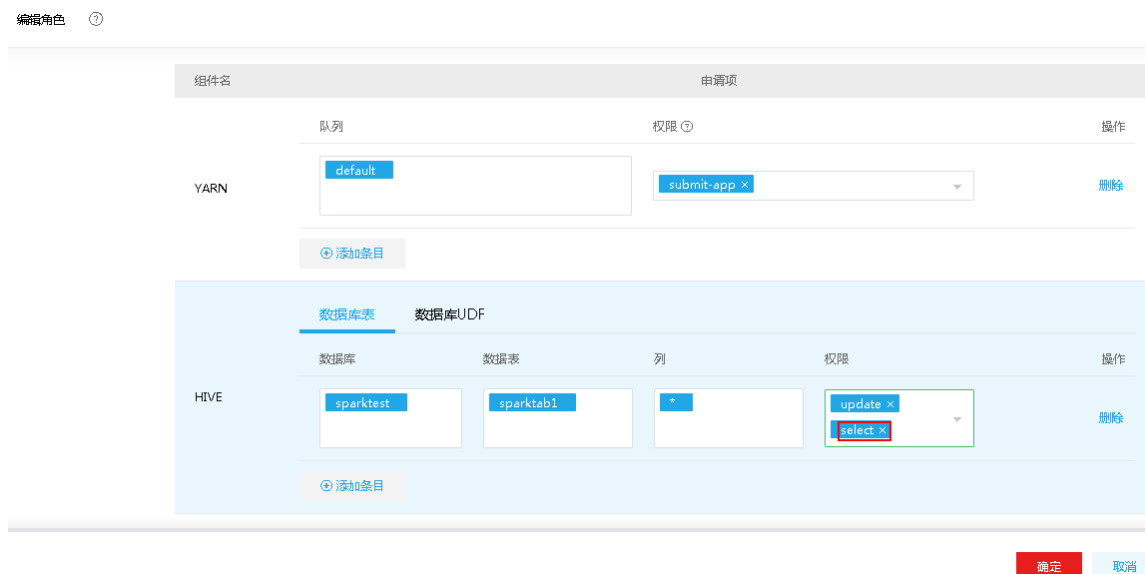 编辑角色 ?
组件名 申请项
队列 权限 ? 操作
YARN default submit-app × 删除
添加条目
数据库表 数据库UDF
数据库 数据表 列 权限 操作
HIVE sparktest sparktab1 * update × 删除
select ×
添加条目
确定 取消